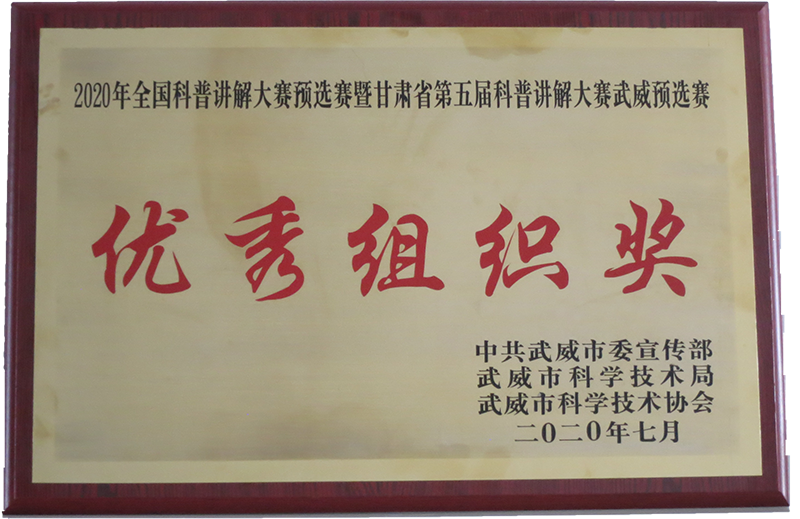 2020年全国科普讲解大赛预选赛暨甘肃省第五届科普讲解大赛武威预选赛
优秀组织奖
中共武威市委宣传部
武威市科学技术局
武威市科学技术协会
二0二0年七月